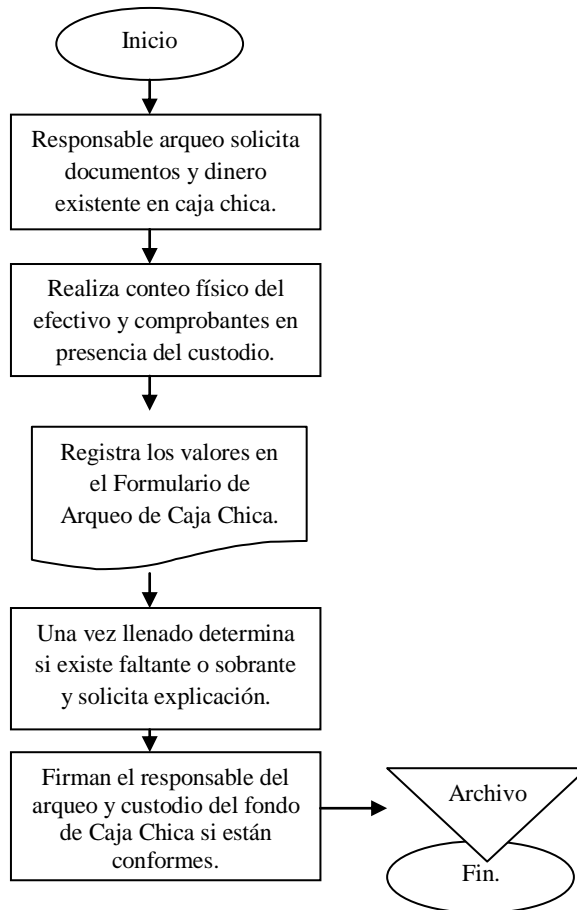 Inicio
Responsable arqueo solicita
documentos y dinero
existente en caja chica.
Realiza conteo físico del
efectivo y comprobantes en
presencia del custodio.
Registra los valores en
el Formulario de
Arqueo de Caja Chica.
Una vez llenado determina
si existe faltante o sobrante
y solicita explicación.
Firman el responsable del
arqueo y custodio del fondo
de Caja Chica si están
conformes.
Archivo
Fin.